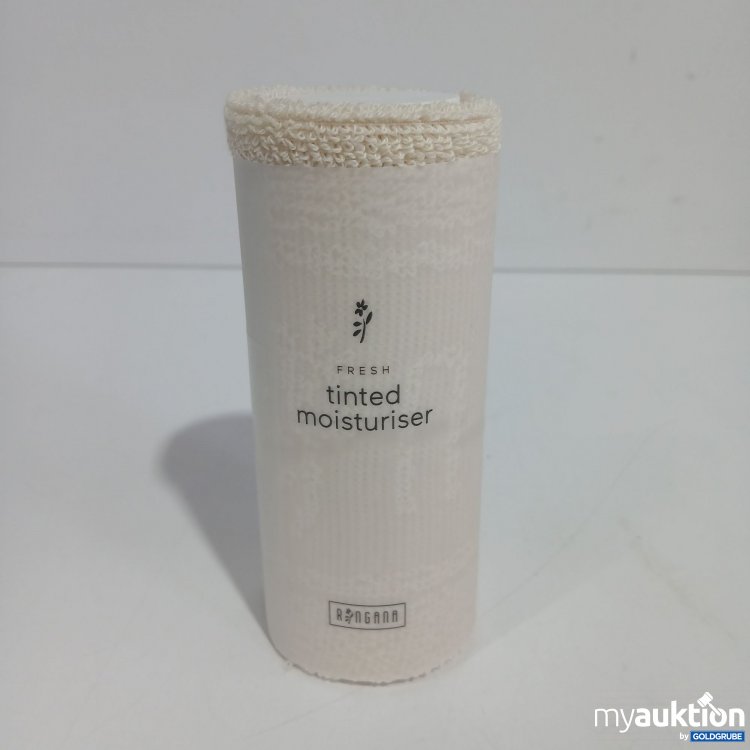 FRESH
tinted
moisturiser
RINGANA
myauktion
by GOLDGRUBE